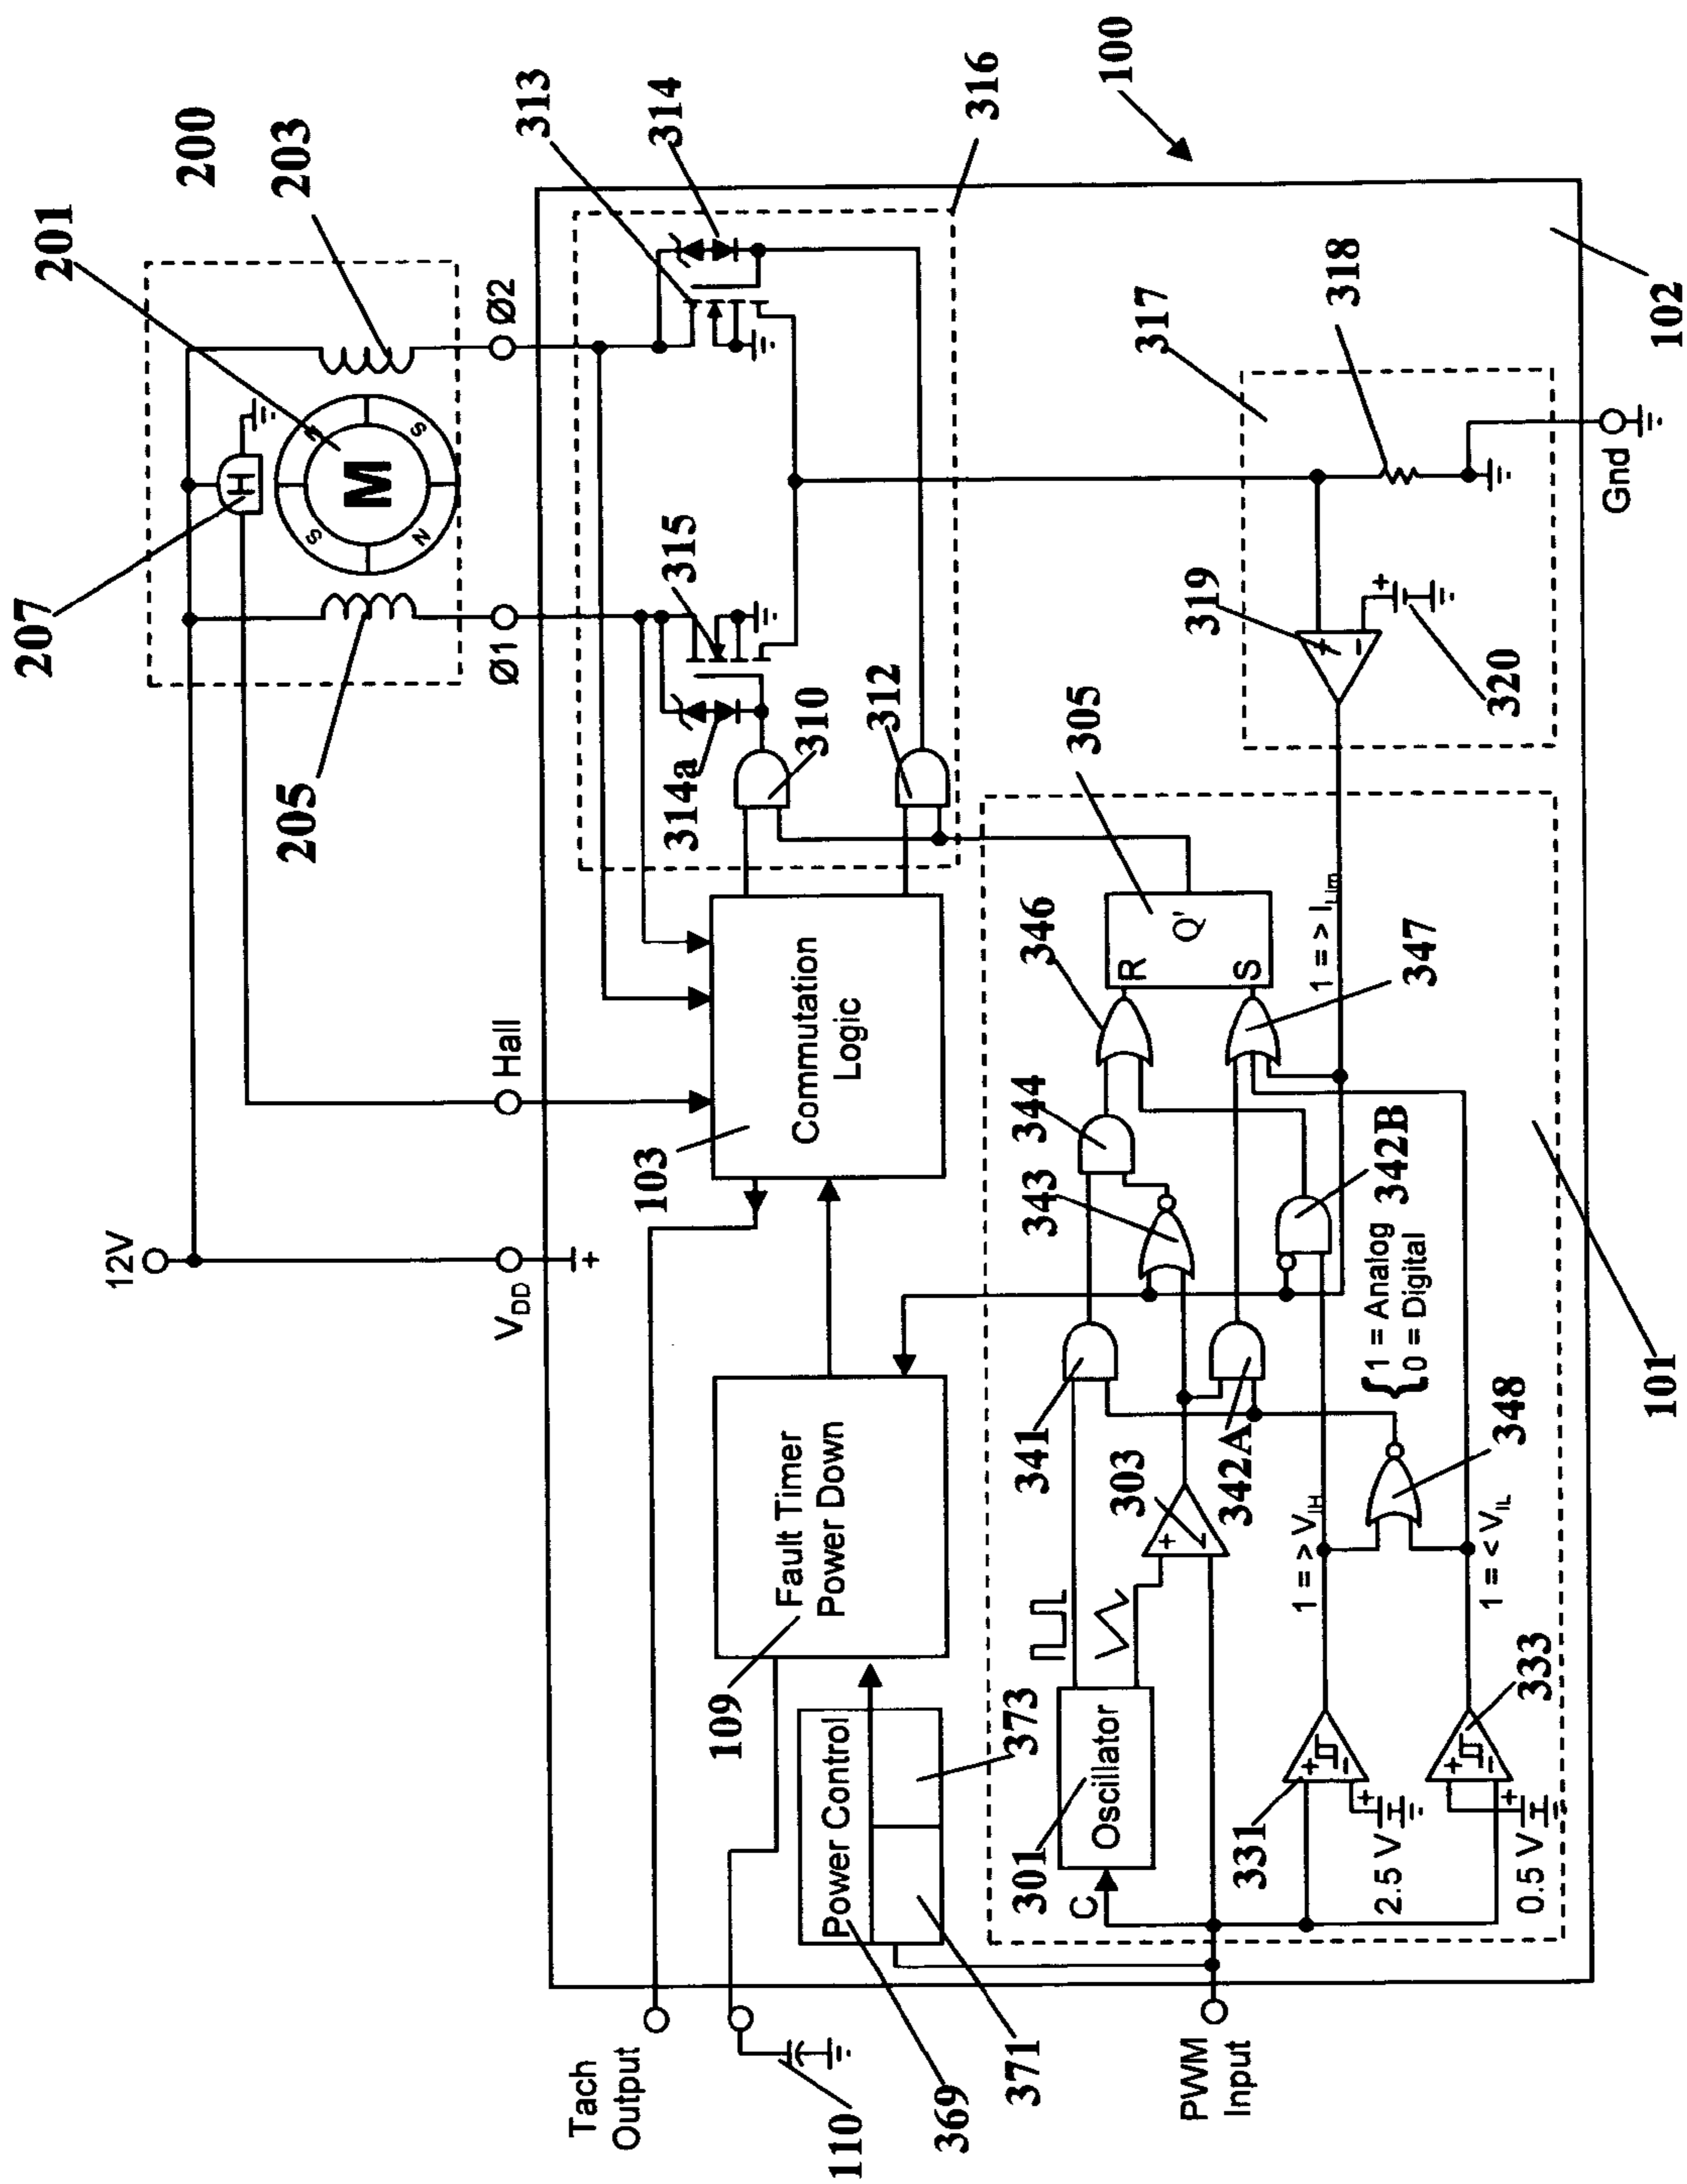 12V
201
200
203
207
H
M
S
S
N
N
205
VDD
+
Hall
Ø1
Ø2
313
314
315
314a
316
100
310
312
Tach
Output
110
109
Fault Timer
Power Down
103
Commutation
Logic
Power Control
369
371
373
317
318
319
+
-
+
320
102
Gnd
PWM
Input
C
301
Oscillator
303
+
-
341
342A
343
344
346
305
R
S
Q'
347
1 = > ILim
342B
{ 1 = Analog
0 = Digital
348
1 = > VIH
1 = < VIL
331
+
-
+
2.5 V
333
+
-
+
0.5 V
101